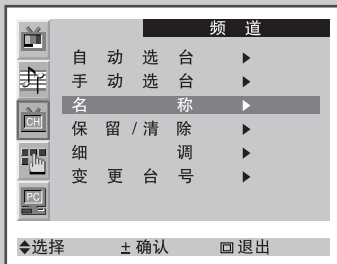 频 道
自 动 选 台 ▶
手 动 选 台 ▶
名 称 ▶
保 留 / 清 除 ▶
细 调 ▶
变 更 台 号 ▶
CH
PC
选择 ± 确认 退出